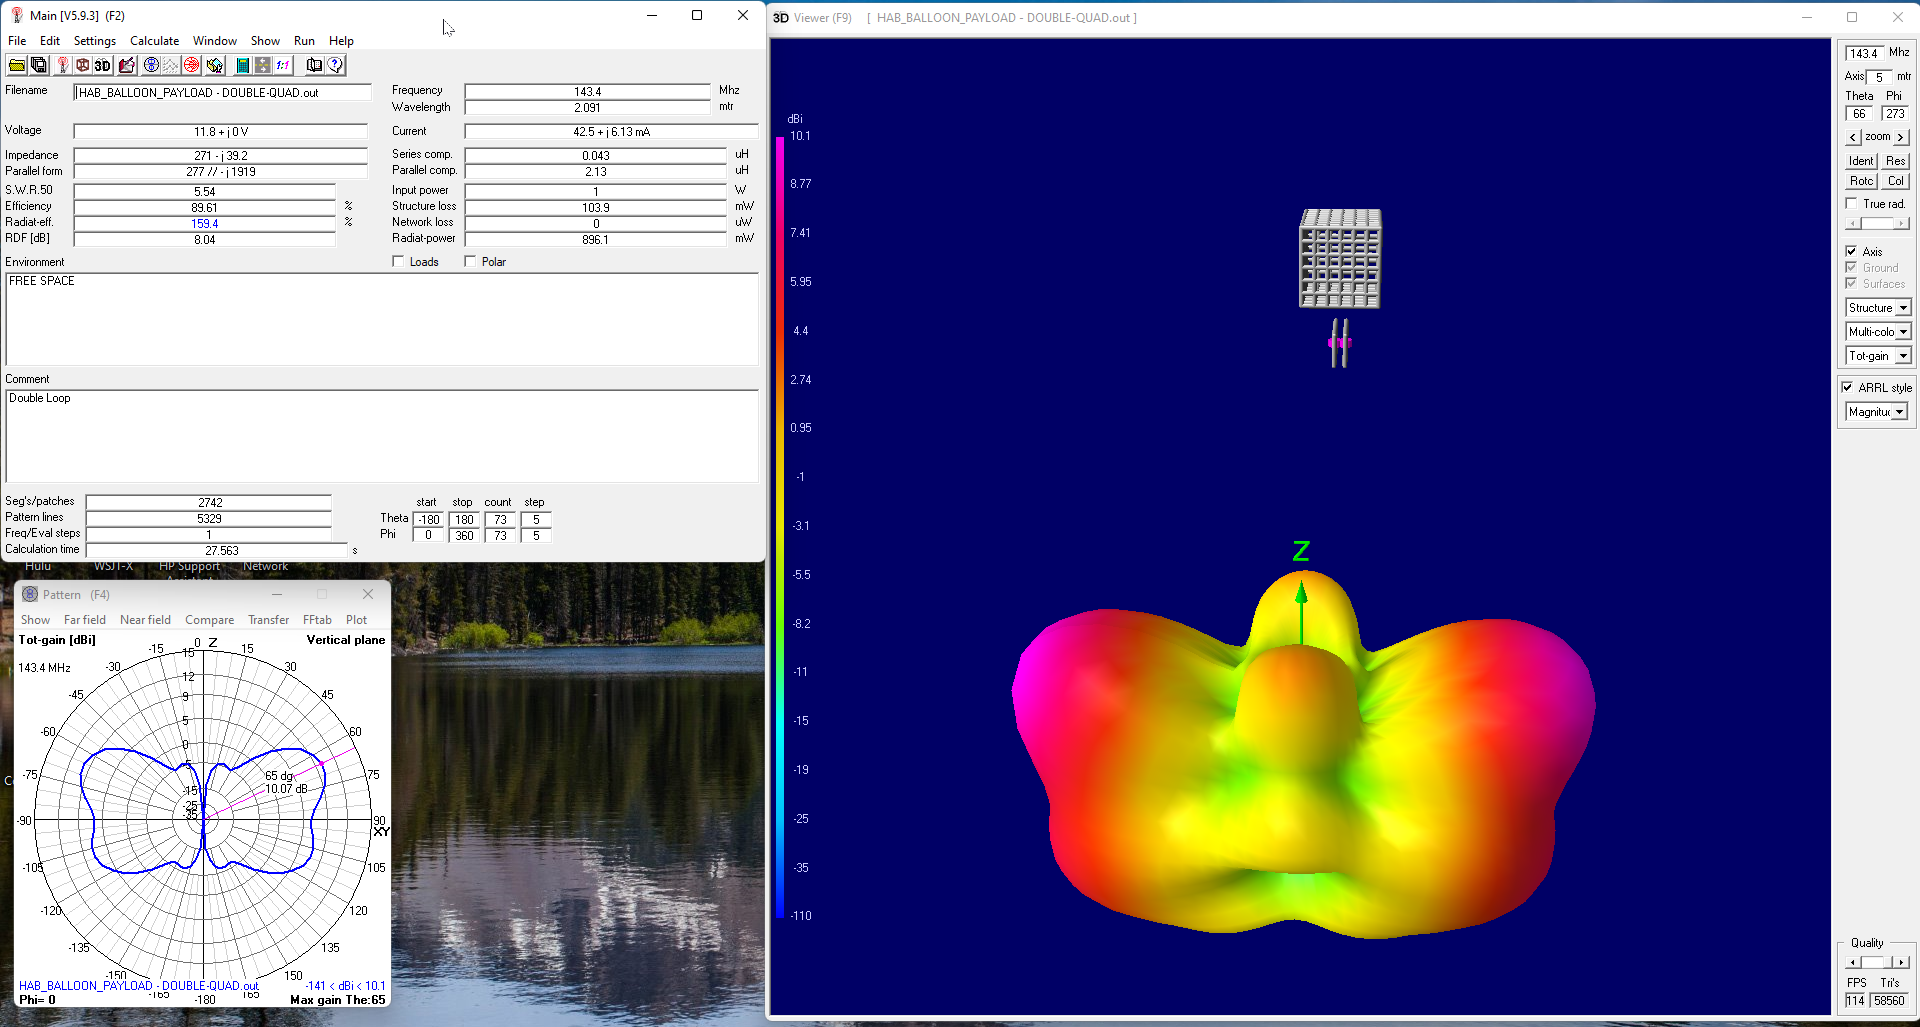 Main [V5.9.3] (F2)
File Edit Settings Calculate Window Show Run Help
3D
1:1
Filename HAB_BALLOON_PAYLOAD - DOUBLE-QUAD.out
Frequency 143.4 Mhz
Wavelength 2.091 mtr
Voltage 11.8 + j 0 V
Current 42.5 + j 6.13 mA
Impedance 271 - j 39.2
Series comp. 0.043 uH
Parallel form 277 // - j 1919
Parallel comp. 2.13 uH
S.W.R.50 5.54
Input power 1 W
Efficiency 89.61 %
Structure loss 103.9 mW
Radiat-eff. 159.4 %
Network loss 0 uW
RDF [dB] 8.04
Radiat-power 896.1 mW
Environment
Loads Polar
FREE SPACE
Comment
Double Loop
Seg's/patches 2742
Pattern lines 5329
Freq/Eval steps 1
Calculation time 27.563 s
start stop count step
Theta -180 180 73 5
Phi 0 360 73 5
Hulu WSJT-X HP Support Network
Pattern (F4)
Show Far field Near field Compare Transfer FFtab Plot
Tot-gain [dBi] Vertical plane
143.4 MHz
0 Z
-15 15
-30 30
-45 45
-60 60
-75 75
-90 90
XY
-105 105
-120 120
-135 135
-150 150
-165 -180 165
15
12
9
5
0
-5
-15
-25
-35
65 dg
10.07 dB
HAB_BALLOON_PAYLOAD - DOUBLE-QUAD.out
-141 < dBi < 10.1
Phi= 0
Max gain The:65
3D Viewer (F9) [ HAB_BALLOON_PAYLOAD - DOUBLE-QUAD.out ]
dBi
10.1
8.77
7.41
5.95
4.4
2.74
0.95
-1
-3.1
-5.5
-8.2
-11
-15
-19
-25
-35
-110
Z
143.4 Mhz
Axis 5 mtr
Theta Phi
66 273
< zoom >
Ident Res
Rotc Col
True rad.
Axis
Ground
Surfaces
Structure
Multi-colo
Tot-gain
ARRL style
Magnituc
Quality
FPS Tri's
114 58560